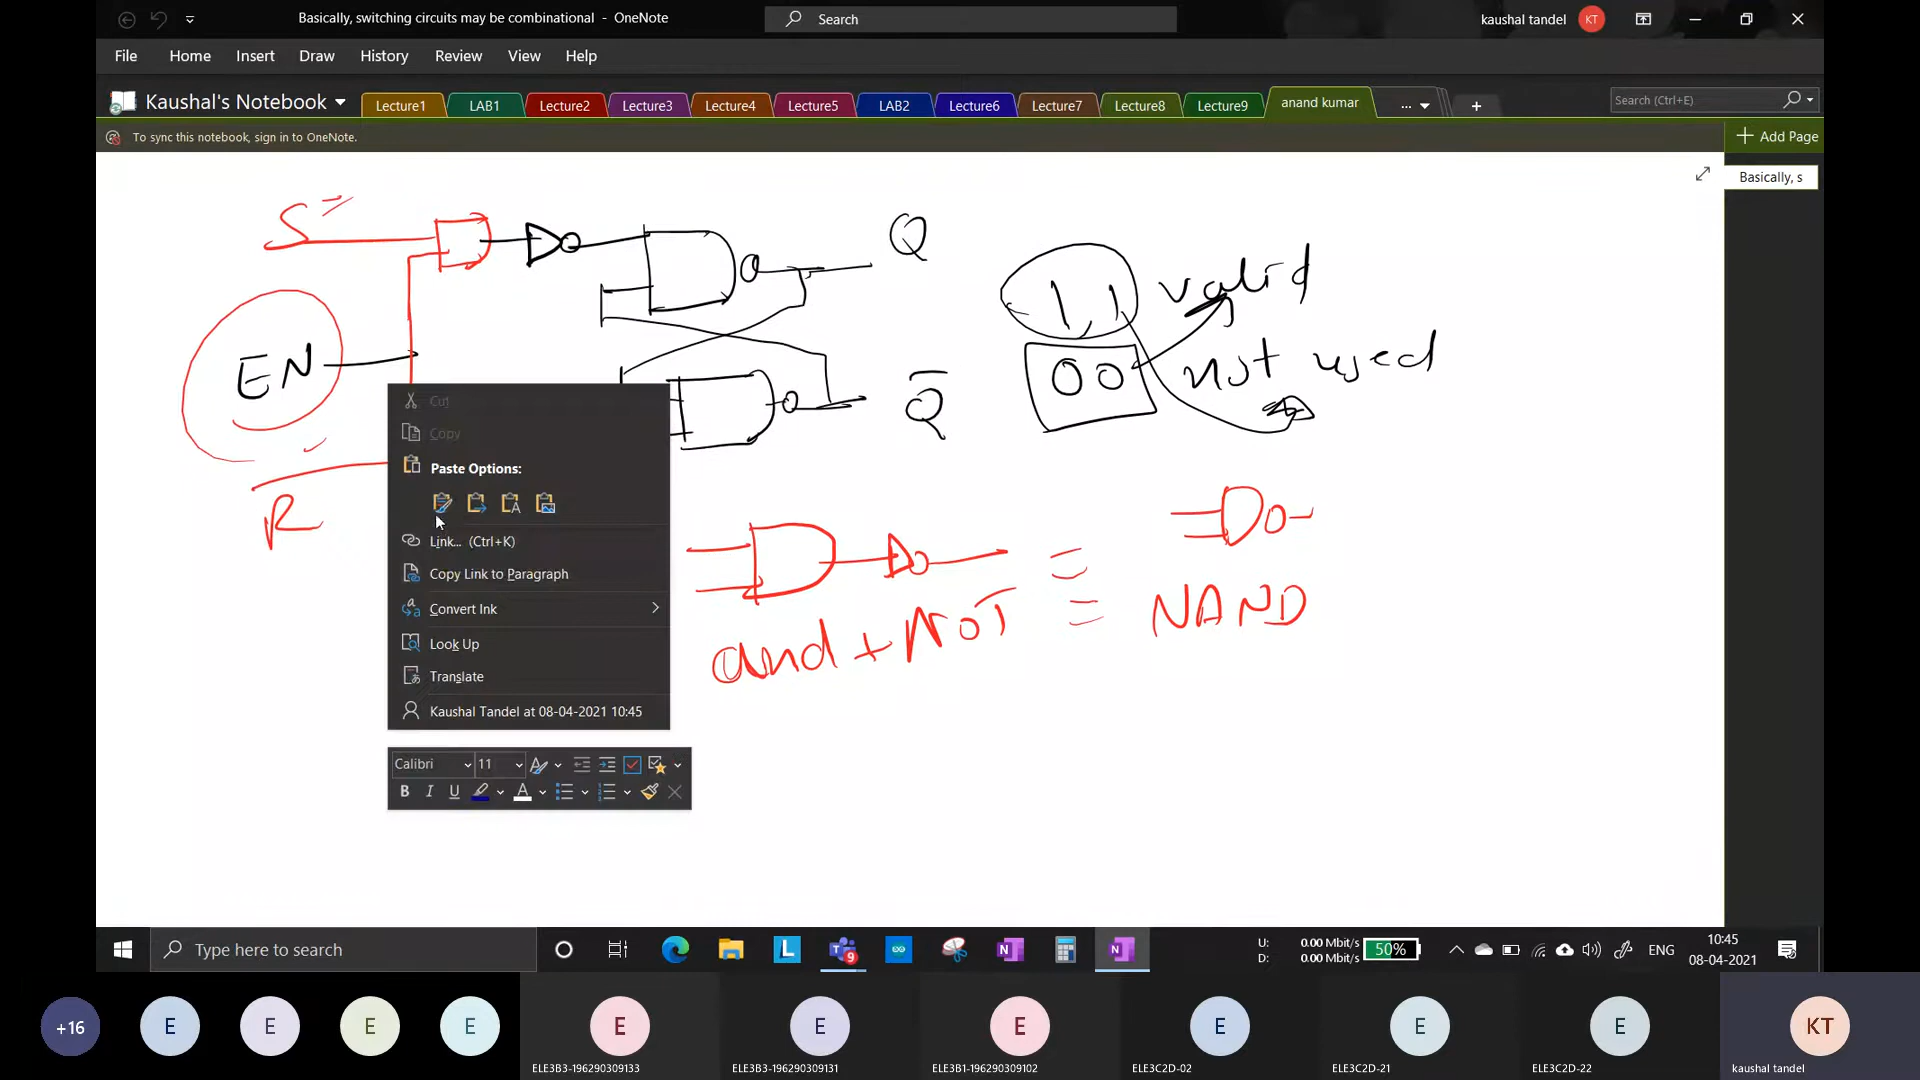 Basically, switching circuits may be combinational - OneNote
Search
kaushal tandel
KT
File Home Insert Draw History Review View Help
Kaushal's Notebook
Lecture1 LAB1 Lecture2 Lecture3 Lecture4 Lecture5 LAB2 Lecture6 Lecture7 Lecture8 Lecture9 anand kumar ...
Search (Ctrl+E)
To sync this notebook, sign in to OneNote.
Add Page
Basically, s
S
Q
1 1 valid
EN
00 not used
Q̅
R
Cut
Copy
Paste Options:
Link... (Ctrl+K)
Copy Link to Paragraph
Convert Ink
Look Up
Translate
Kaushal Tandel at 08-04-2021 10:45
=
and + NOT = NAND
Calibri 11
B I U A
Type here to search
L
9
N
N
U: 0.00 Mbit/s
D: 0.00 Mbit/s
50%
ENG
10:45
08-04-2021
+16 E E E E E E E E E E KT
ELE3B3-196290309133 ELE3B3-196290309131 ELE3B1-196290309102 ELE3C2D-02 ELE3C2D-21 ELE3C2D-22 kaushal tandel